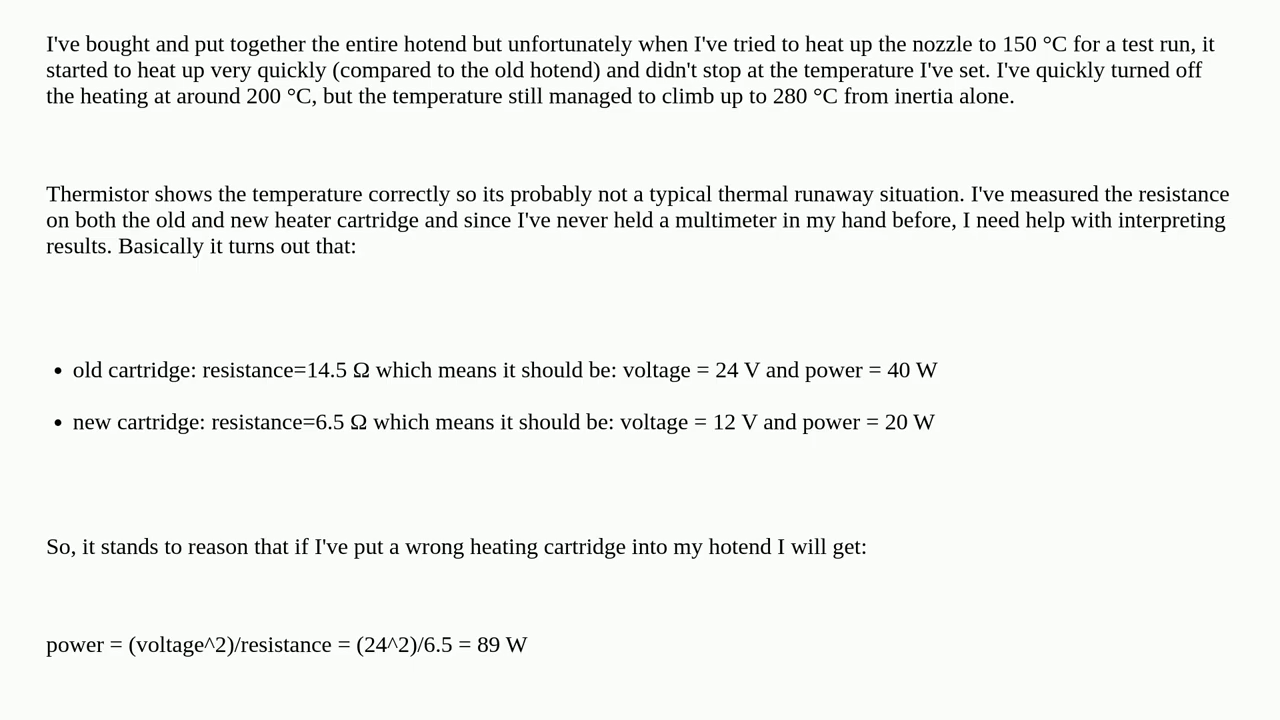 I've bought and put together the entire hotend but unfortunately when I've tried to heat up the nozzle to 150 °C for a test run, it
started to heat up very quickly (compared to the old hotend) and didn't stop at the temperature I've set. I've quickly turned off
the heating at around 200 °C, but the temperature still managed to climb up to 280 °C from inertia alone.
Thermistor shows the temperature correctly so its probably not a typical thermal runaway situation. I've measured the resistance
on both the old and new heater cartridge and since I've never held a multimeter in my hand before, I need help with interpreting
results. Basically it turns out that:
• old cartridge: resistance=14.5 Ω which means it should be: voltage = 24 V and power = 40 W
• new cartridge: resistance=6.5 Ω which means it should be: voltage = 12 V and power = 20 W
So, it stands to reason that if I've put a wrong heating cartridge into my hotend I will get:
power = (voltage^2)/resistance = (24^2)/6.5 = 89 W